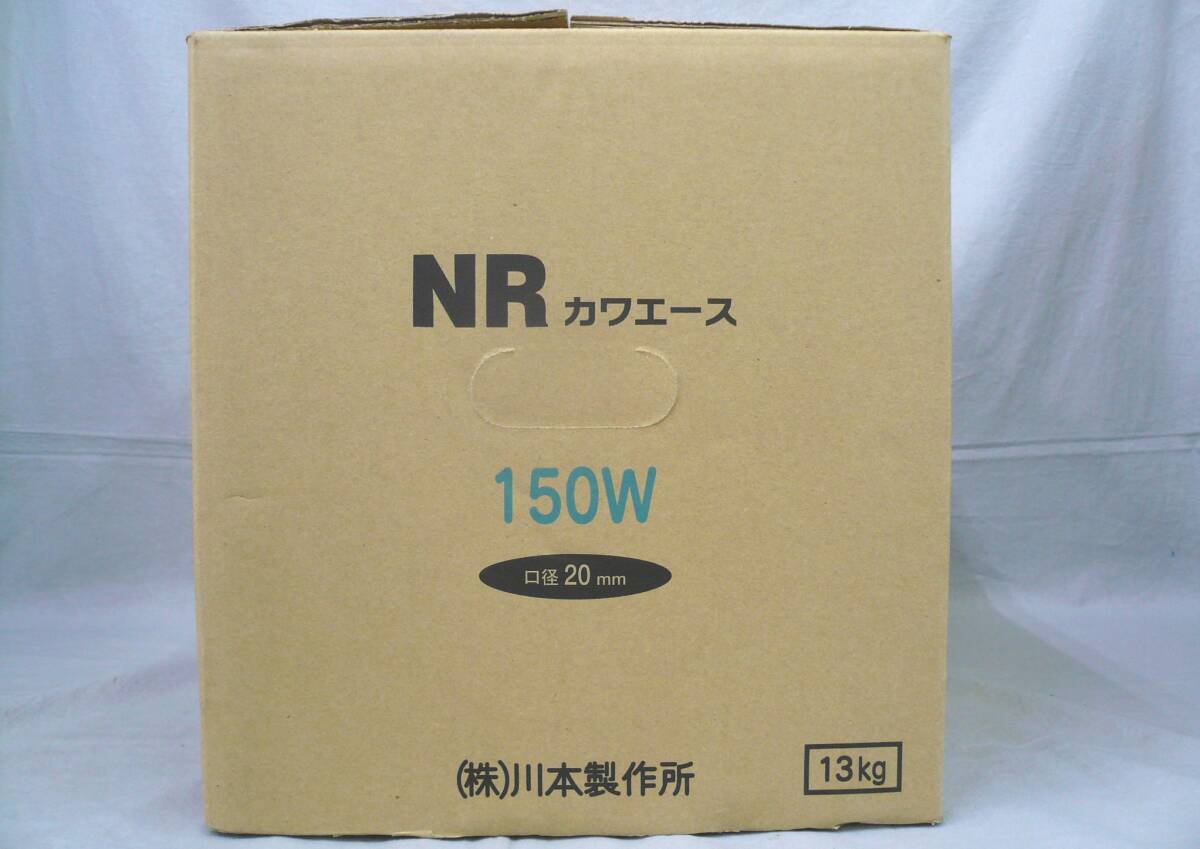 NR カワエース
150W
口径 20 mm
(株)川本製作所
13kg